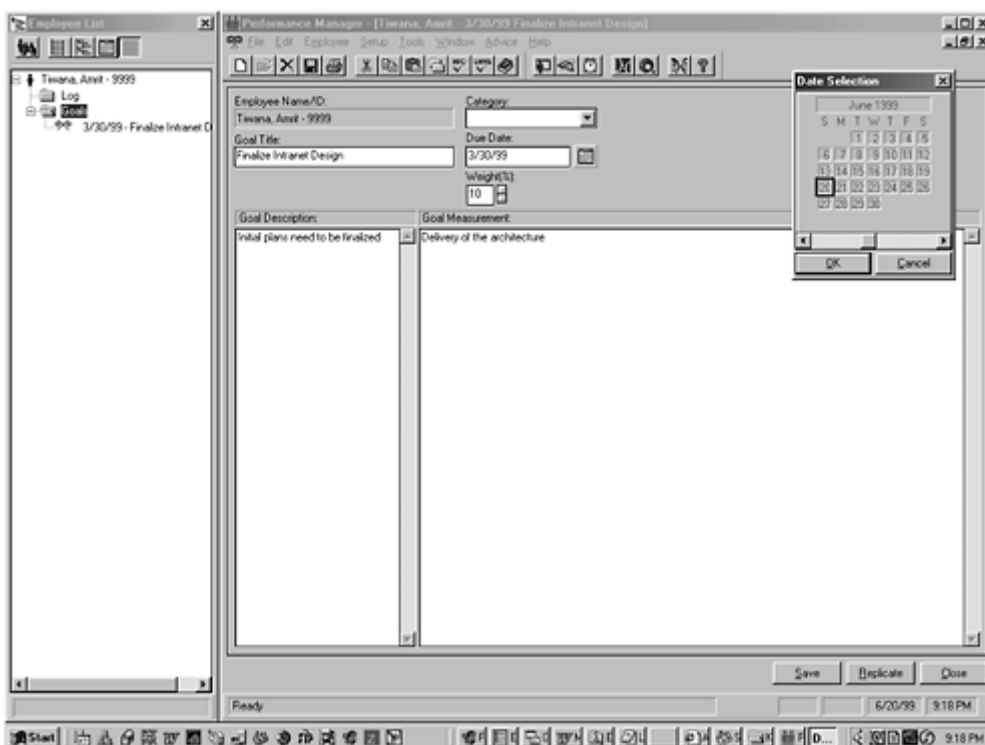 Employee List
Performance Manager - [Tiwana, Amrit - 3/30/99 Finalize Intranet Design]
File Edit Employee Setup Tools Window Advice Help
Tiwana, Amrit - 9999
Log
Goal
3/30/99 - Finalize Intranet D
Employee Name/ID:
Category:
Tiwana, Amrit - 9999
Goal Title:
Due Date:
Finalize Intranet Design
3/30/99
Weight(%):
10
Goal Description:
Goal Measurement:
Initial plans need to be finalized
Delivery of the architecture
Date Selection
June 1999
S M T W T F S
1 2 3 4 5
6 7 8 9 10 11 12
13 14 15 16 17 18 19
20 21 22 23 24 25 26
27 28 29 30
OK Cancel
Save Replicate Close
Ready
6/20/99 9:18 PM
Start
D...
9:18 PM